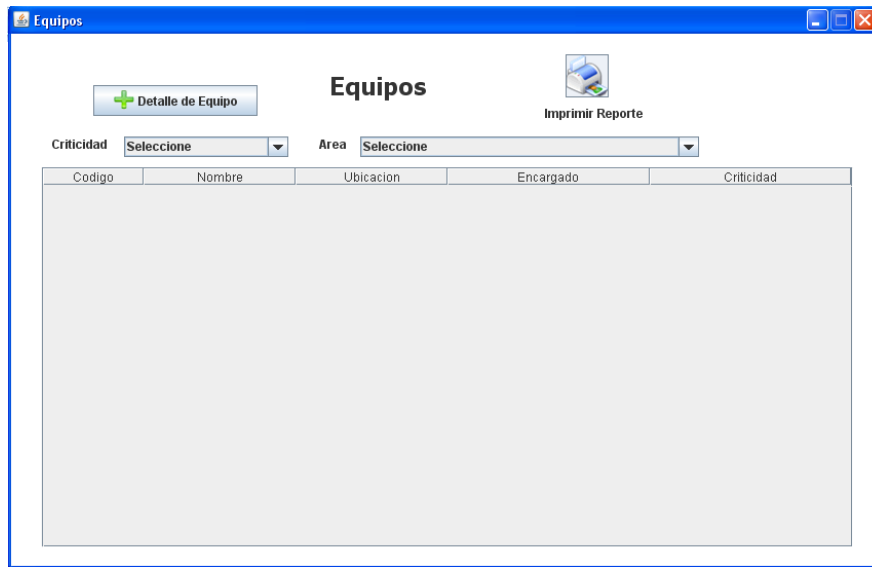 Equipos
Detalle de Equipo
Equipos
Imprimir Reporte
Criticidad Seleccione Area Seleccione
Codigo Nombre Ubicacion Encargado Criticidad